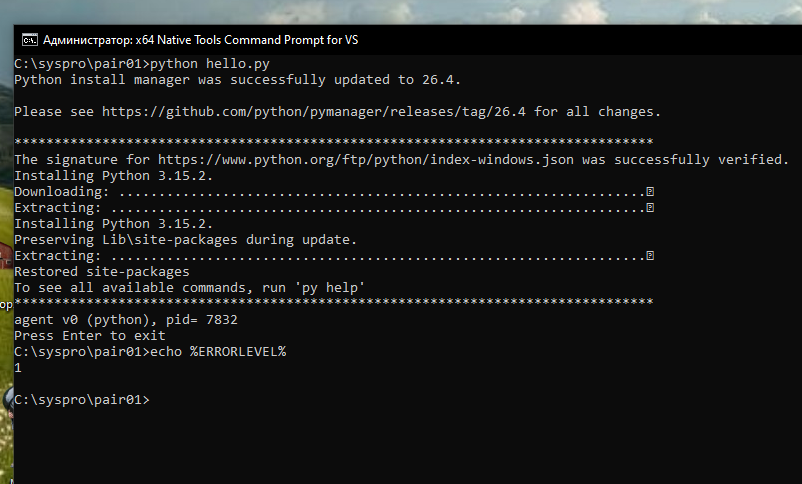 Администратор: x64 Native Tools Command Prompt for VS
C:\syspro\pair01>python hello.py
Python install manager was successfully updated to 26.4.
Please see https://github.com/python/pymanager/releases/tag/26.4 for all changes.
********************************************************************************
The signature for https://www.python.org/ftp/python/index-windows.json was successfully verified.
Installing Python 3.15.2.
Downloading: ..................................................................
Extracting: ...................................................................
Installing Python 3.15.2.
Preserving Lib\site-packages during update.
Extracting: ...................................................................
Restored site-packages
To see all available commands, run 'py help'
********************************************************************************
agent v0 (python), pid= 7832
Press Enter to exit
C:\syspro\pair01>echo %ERRORLEVEL%
1
C:\syspro\pair01>